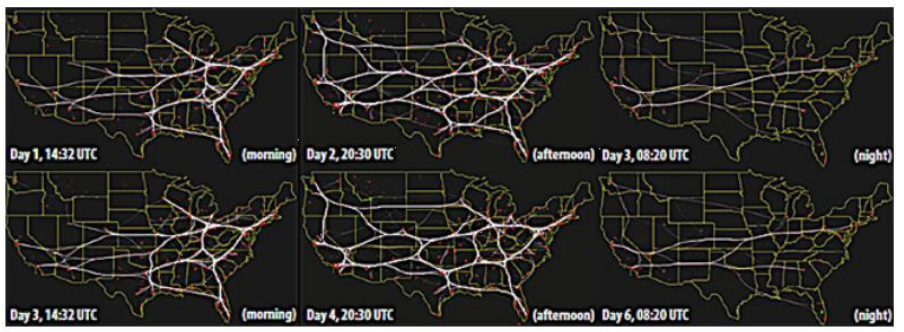 Day 1, 14:32 UTC (morning)
Day 2, 20:30 UTC (afternoon)
Day 3, 08:20 UTC (night)
Day 3, 14:32 UTC (morning)
Day 4, 20:30 UTC (afternoon)
Day 6, 08:20 UTC (night)